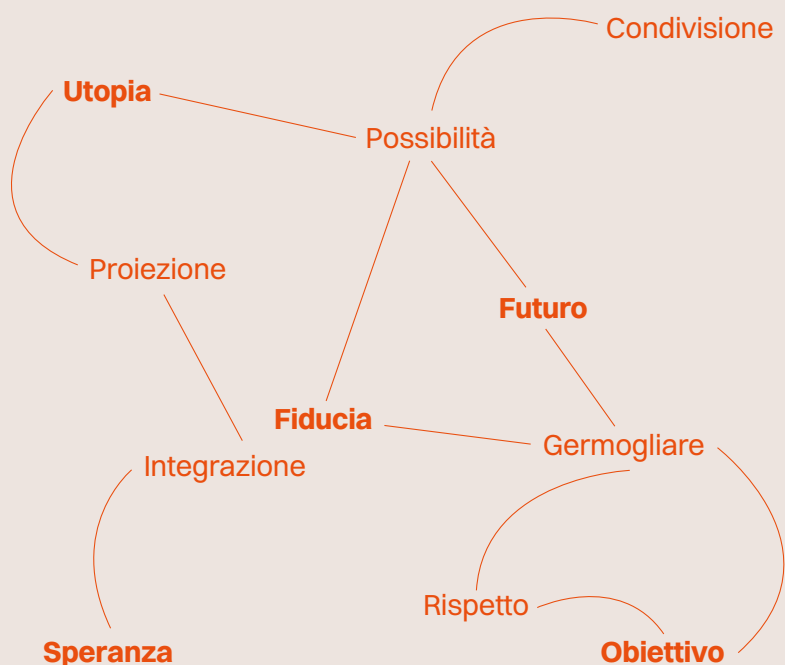 Condivisione
Utopia
Possibilità
Proiezione
Futuro
Fiducia
Germogliare
Integrazione
Rispetto
Speranza
Obiettivo